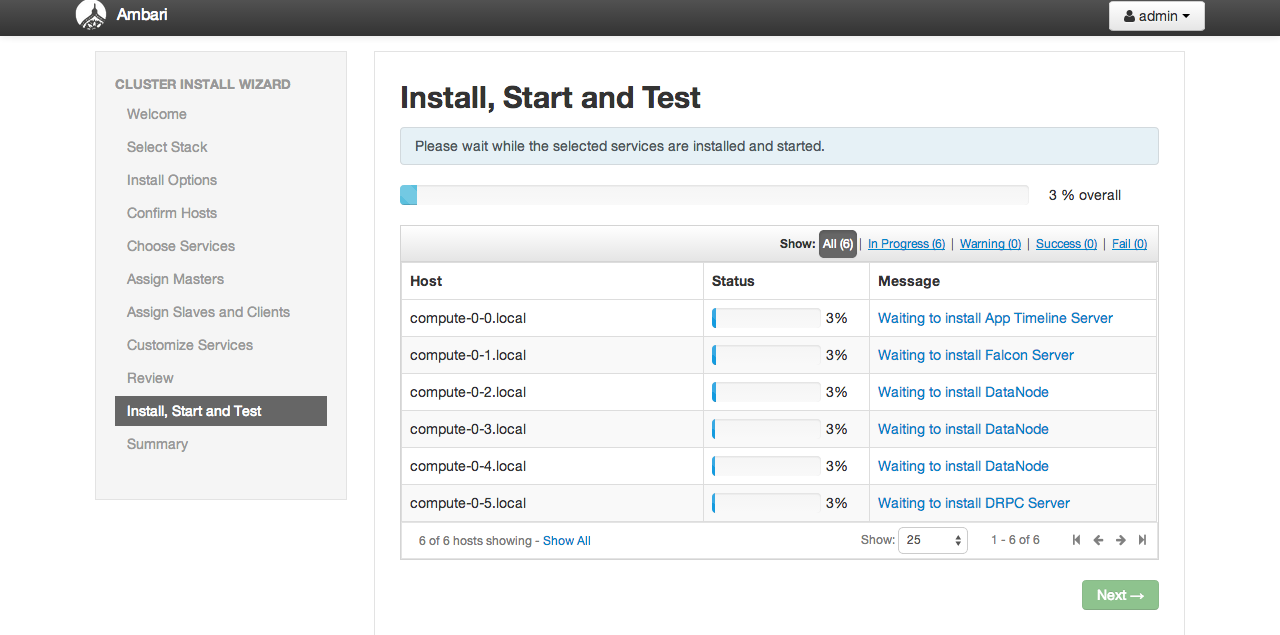 Ambari
admin
CLUSTER INSTALL WIZARD
Welcome
Select Stack
Install Options
Confirm Hosts
Choose Services
Assign Masters
Assign Slaves and Clients
Customize Services
Review
Install, Start and Test
Summary
Install, Start and Test
Please wait while the selected services are installed and started.
3 % overall
Show: All (6) | In Progress (6) | Warning (0) | Success (0) | Fail (0)
Host Status Message
compute-0-0.local 3% Waiting to install App Timeline Server
compute-0-1.local 3% Waiting to install Falcon Server
compute-0-2.local 3% Waiting to install DataNode
compute-0-3.local 3% Waiting to install DataNode
compute-0-4.local 3% Waiting to install DataNode
compute-0-5.local 3% Waiting to install DRPC Server
6 of 6 hosts showing - Show All Show: 25 1 - 6 of 6
Next →